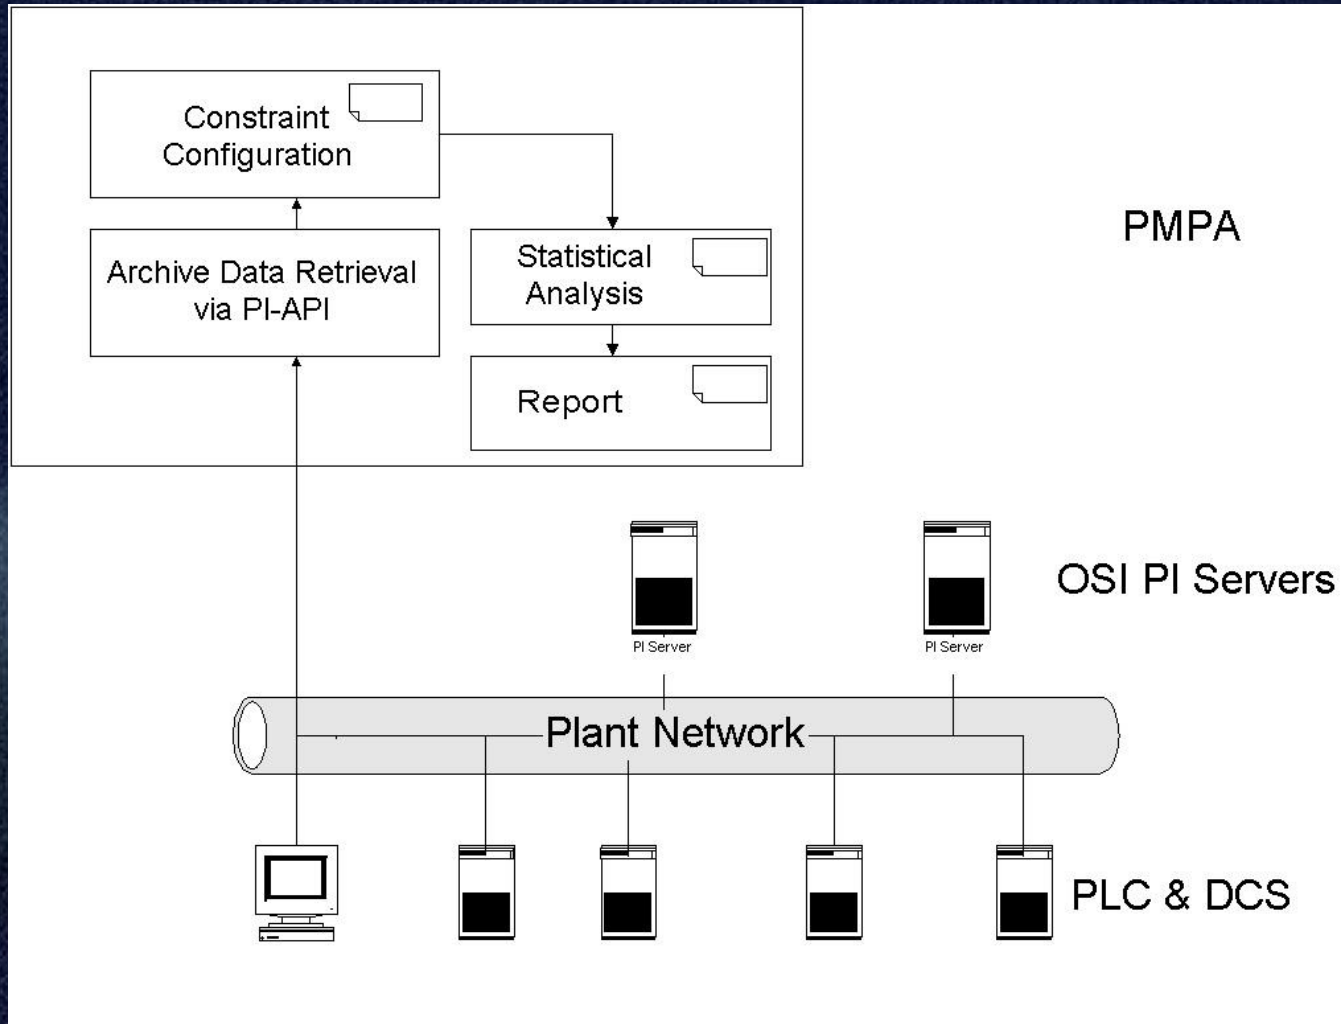 Constraint
Configuration
Archive Data Retrieval
via PI-API
Statistical
Analysis
Report
PMPA
OSI PI Servers
PI Server
PI Server
Plant Network
PLC & DCS